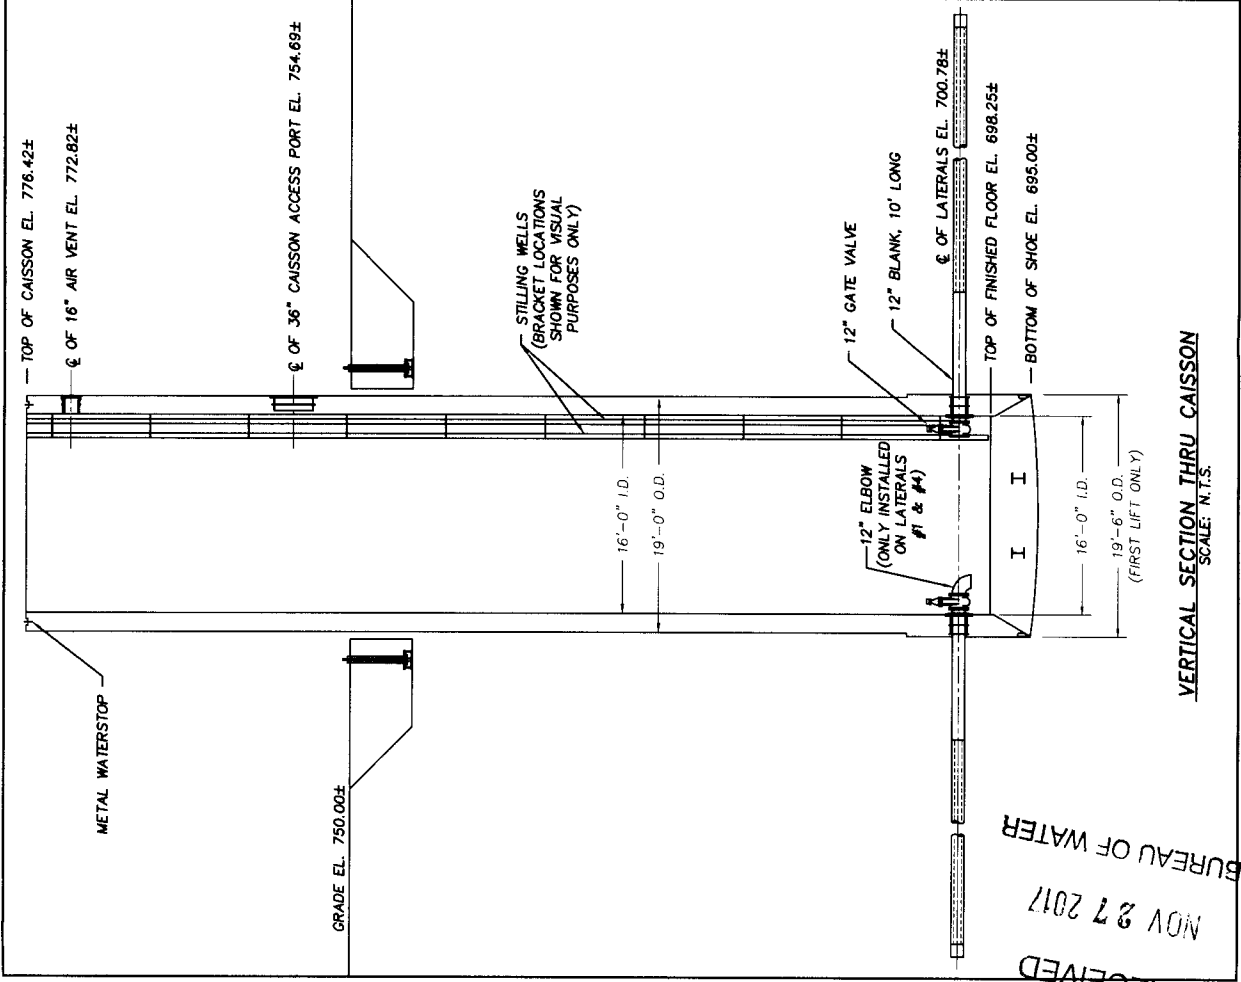 TOP OF CAISSON EL. 776.42±
℄ OF 16" AIR VENT EL. 772.82±
℄ OF 36" CAISSON ACCESS PORT EL. 754.69±
METAL WATERSTOP
GRADE EL. 750.00±
STILLING WELLS
(BRACKET LOCATIONS
SHOWN FOR VISUAL
PURPOSES ONLY)
16'-0" I.D.
19'-0" O.D.
12" GATE VALVE
12" BLANK, 10' LONG
℄ OF LATERALS EL. 700.78±
TOP OF FINISHED FLOOR EL. 698.25±
BOTTOM OF SHOE EL. 695.00±
12" ELBOW
(ONLY INSTALLED
ON LATERALS
#1 & #4)
16'-0" I.D.
19'-6" O.D.
(FIRST LIFT ONLY)
VERTICAL SECTION THRU CAISSON
SCALE: N.T.S.
NOV 27 2017
BUREAU OF WATER